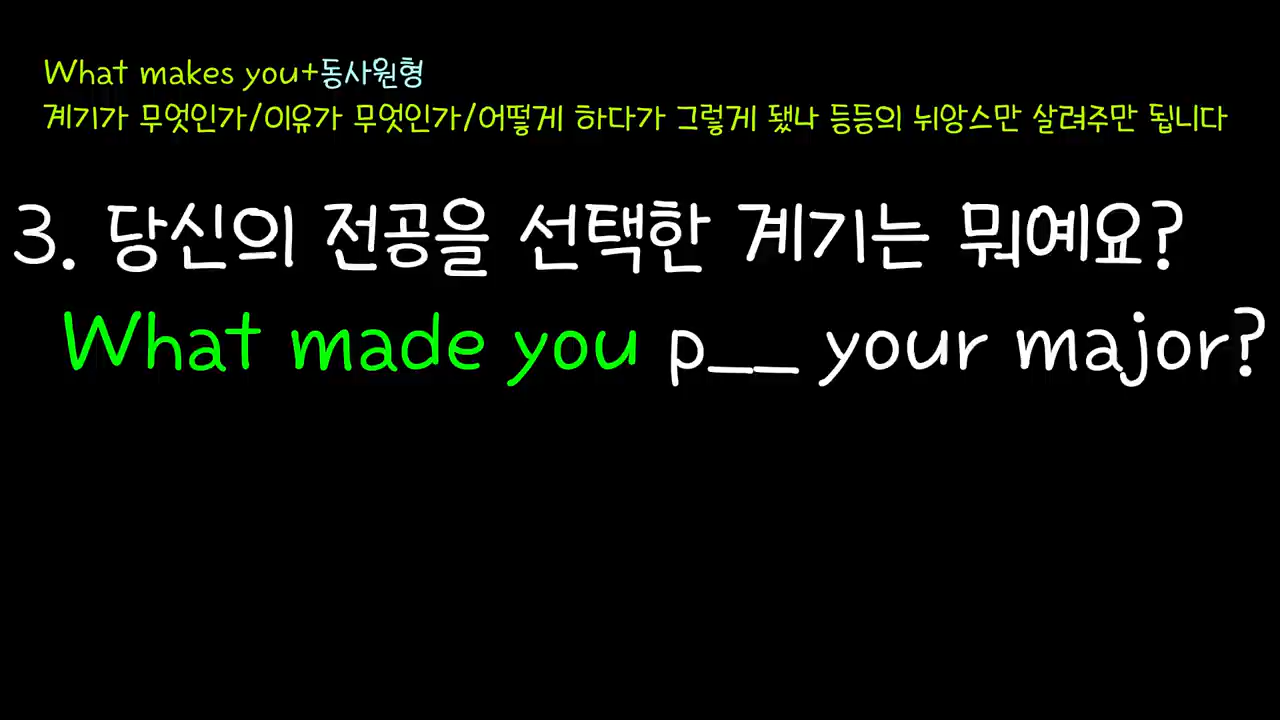 What makes you+동사원형
계기가 무엇인가/이유가 무엇인가/어떻게 하다가 그렇게 됐나 등등의 뉘앙스만 살려주만 됩니다
3. 당신의 전공을 선택한 계기는 뭐예요?
What made you p__ your major?